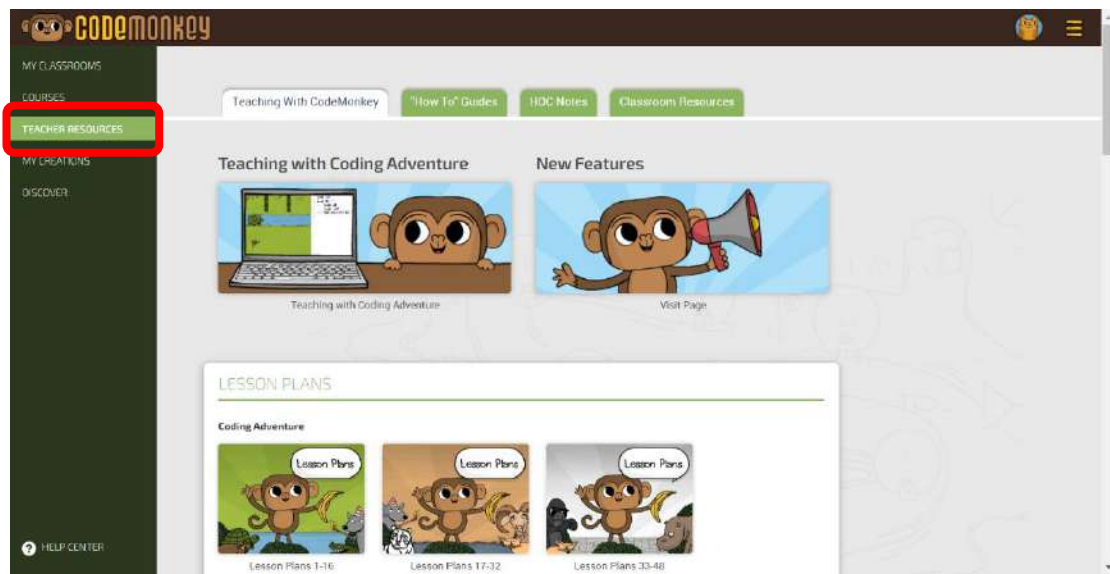 CODEMONKEY
MY CLASSROOMS
COURSES
TEACHER RESOURCES
MY CREATIONS
DISCOVER
HELP CENTER
Teaching With CodeMonkey
"How To" Guides
HOC Notes
Classroom Resources
Teaching with Coding Adventure
New Features
Teaching with Coding Adventure
Visit Page
LESSON PLANS
Coding Adventure
Lesson Plans
Lesson Plans
Lesson Plans
Lesson Plans 1-16
Lesson Plans 17-32
Lesson Plans 33-48